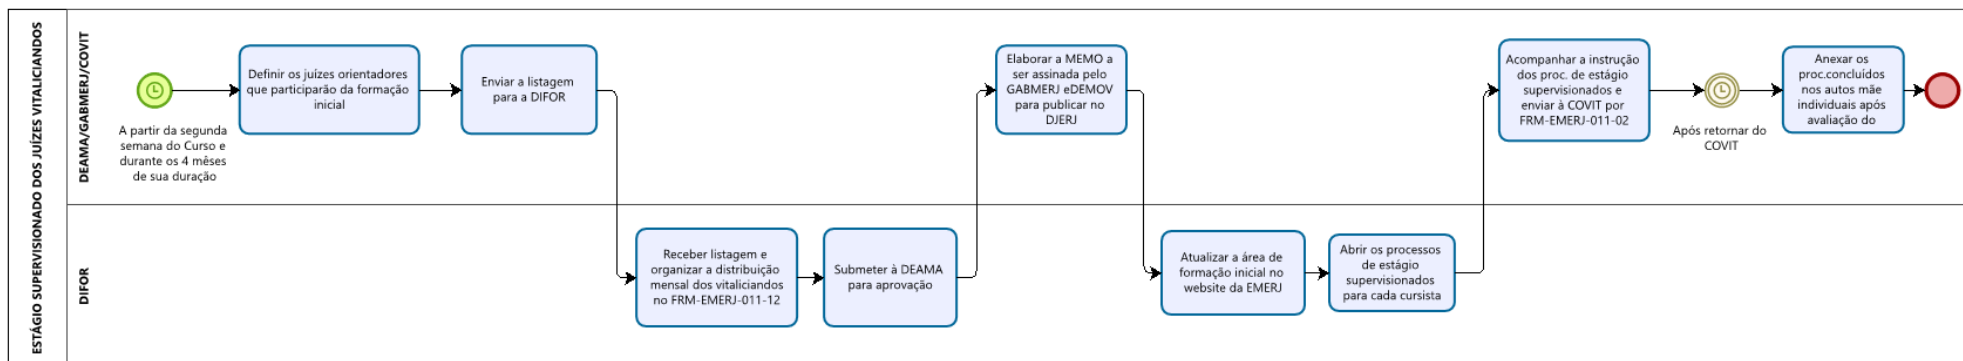 ESTÁGIO SUPERVISIONADO DOS JUÍZES VITALICIANDOS
DEAMA/GABMERJ/COVIT
A partir da segunda
semana do Curso e
durante os 4 mêses
de sua duração
Definir os juízes orientadores
que participarão da formação
inicial
Enviar a listagem
para a DIFOR
Elaborar a MEMO a
ser assinada pelo
GABMERJ eDEMOV
para publicar no
DJERJ
Acompanhar a instrução
dos proc. de estágio
supervisionados e
enviar à COVIT por
FRM-EMERJ-011-02
Após retornar do
COVIT
Anexar os
proc.concluídos
nos autos mãe
individuais após
avaliação do
DIFOR
Receber listagem e
organizar a distribuição
mensal dos vitaliciandos
no FRM-EMERJ-011-12
Submeter à DEAMA
para aprovação
Atualizar a área de
formação inicial no
website da EMERJ
Abrir os processos
de estágio
supervisionados
para cada cursista